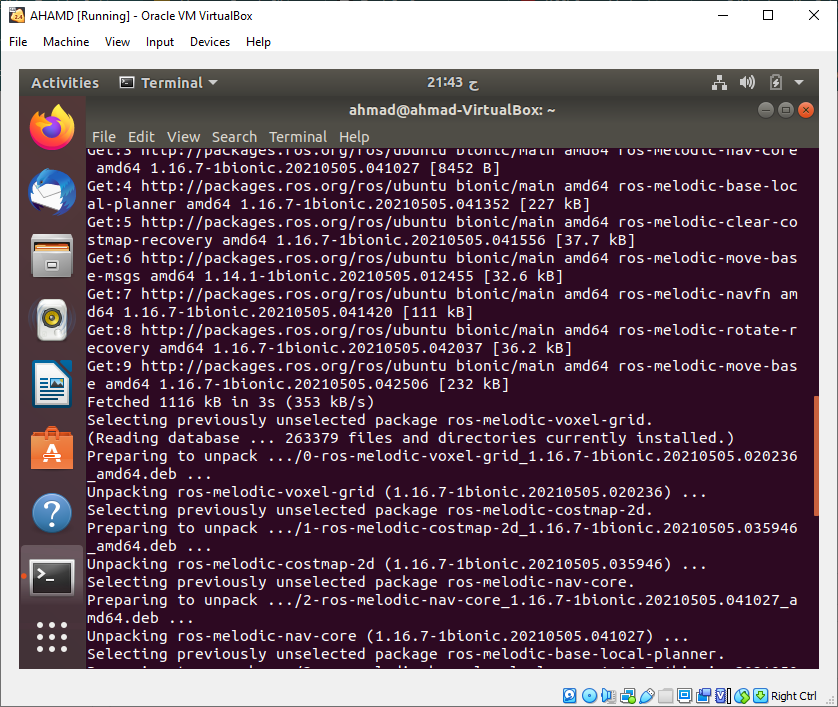 AHAMD [Running] - Oracle VM VirtualBox
File Machine View Input Devices Help
Activities Terminal 21:43 ح
ahmad@ahmad-VirtualBox: ~
File Edit View Search Terminal Help
Get:3 http://packages.ros.org/ros/ubuntu bionic/main amd64 ros-melodic-nav-core
amd64 1.16.7-1bionic.20210505.041027 [8452 B]
Get:4 http://packages.ros.org/ros/ubuntu bionic/main amd64 ros-melodic-base-loc
al-planner amd64 1.16.7-1bionic.20210505.041352 [227 kB]
Get:5 http://packages.ros.org/ros/ubuntu bionic/main amd64 ros-melodic-clear-co
stmap-recovery amd64 1.16.7-1bionic.20210505.041556 [37.7 kB]
Get:6 http://packages.ros.org/ros/ubuntu bionic/main amd64 ros-melodic-move-bas
e-msgs amd64 1.14.1-1bionic.20210505.012455 [32.6 kB]
Get:7 http://packages.ros.org/ros/ubuntu bionic/main amd64 ros-melodic-navfn am
d64 1.16.7-1bionic.20210505.041420 [111 kB]
Get:8 http://packages.ros.org/ros/ubuntu bionic/main amd64 ros-melodic-rotate-r
ecovery amd64 1.16.7-1bionic.20210505.042037 [36.2 kB]
Get:9 http://packages.ros.org/ros/ubuntu bionic/main amd64 ros-melodic-move-bas
e amd64 1.16.7-1bionic.20210505.042506 [232 kB]
Fetched 1116 kB in 3s (353 kB/s)
Selecting previously unselected package ros-melodic-voxel-grid.
(Reading database ... 263379 files and directories currently installed.)
Preparing to unpack .../0-ros-melodic-voxel-grid_1.16.7-1bionic.20210505.020236
_amd64.deb ...
Unpacking ros-melodic-voxel-grid (1.16.7-1bionic.20210505.020236) ...
Selecting previously unselected package ros-melodic-costmap-2d.
Preparing to unpack .../1-ros-melodic-costmap-2d_1.16.7-1bionic.20210505.035946
_amd64.deb ...
Unpacking ros-melodic-costmap-2d (1.16.7-1bionic.20210505.035946) ...
Selecting previously unselected package ros-melodic-nav-core.
Preparing to unpack .../2-ros-melodic-nav-core_1.16.7-1bionic.20210505.041027_a
md64.deb ...
Unpacking ros-melodic-nav-core (1.16.7-1bionic.20210505.041027) ...
Selecting previously unselected package ros-melodic-base-local-planner.
Right Ctrl